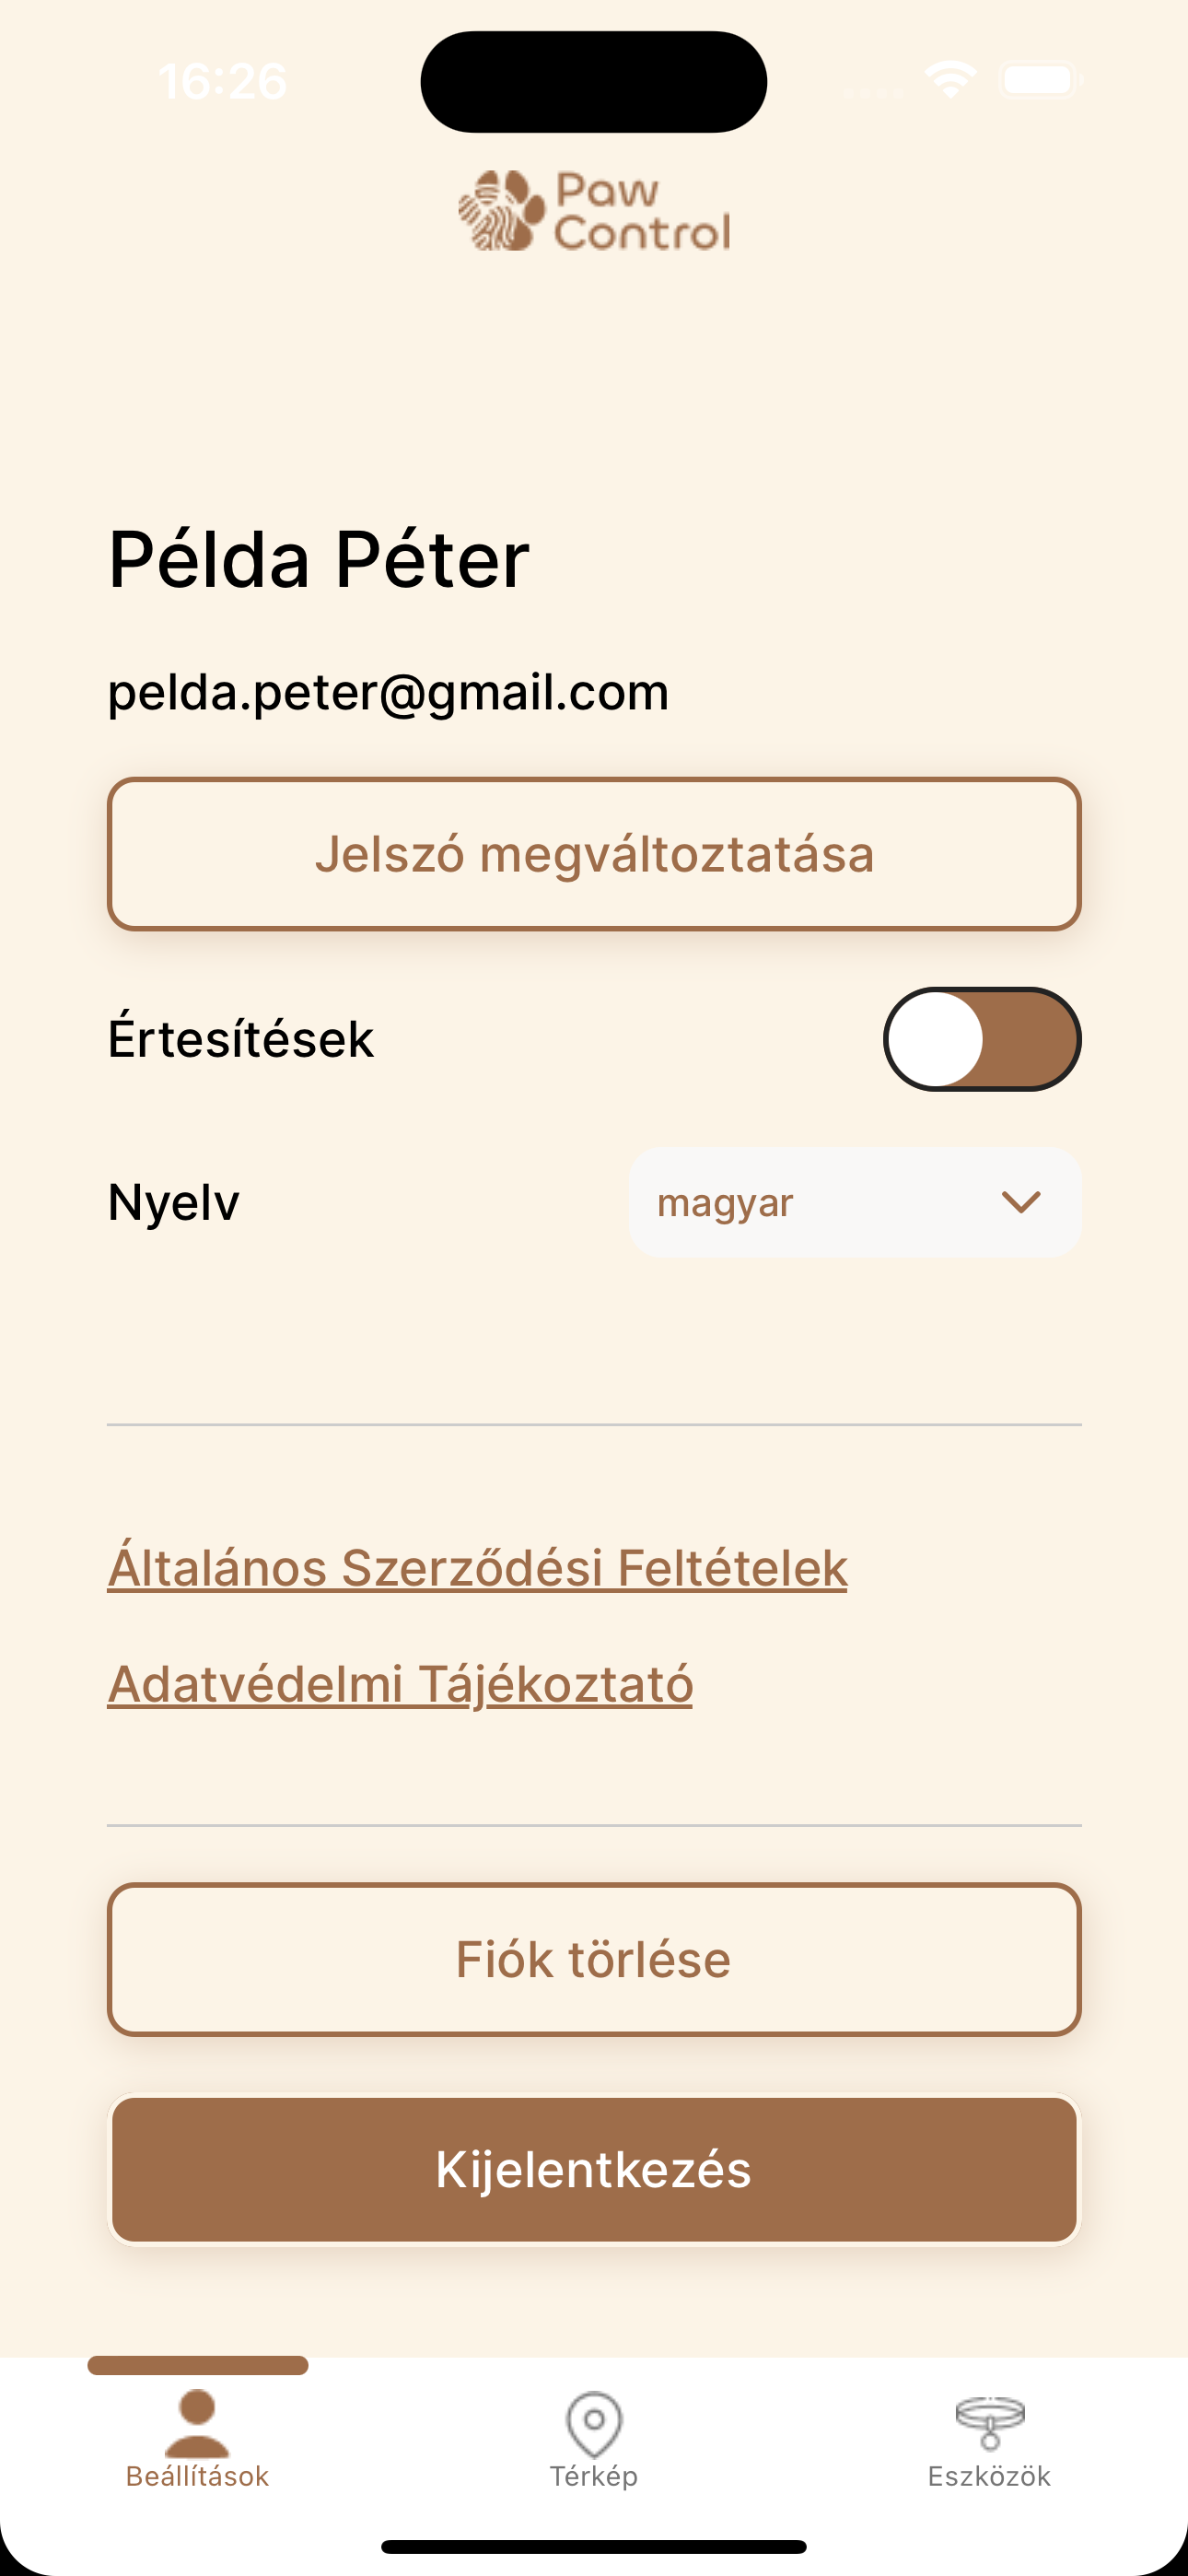 16:26
Paw
Control
Példa Péter
pelda.peter@gmail.com
Jelszó megváltoztatása
Értesítések
Nyelv
magyar
Általános Szerződési Feltételek
Adatvédelmi Tájékoztató
Fiók törlése
Kijelentkezés
Beállítások
Térkép
Eszközök